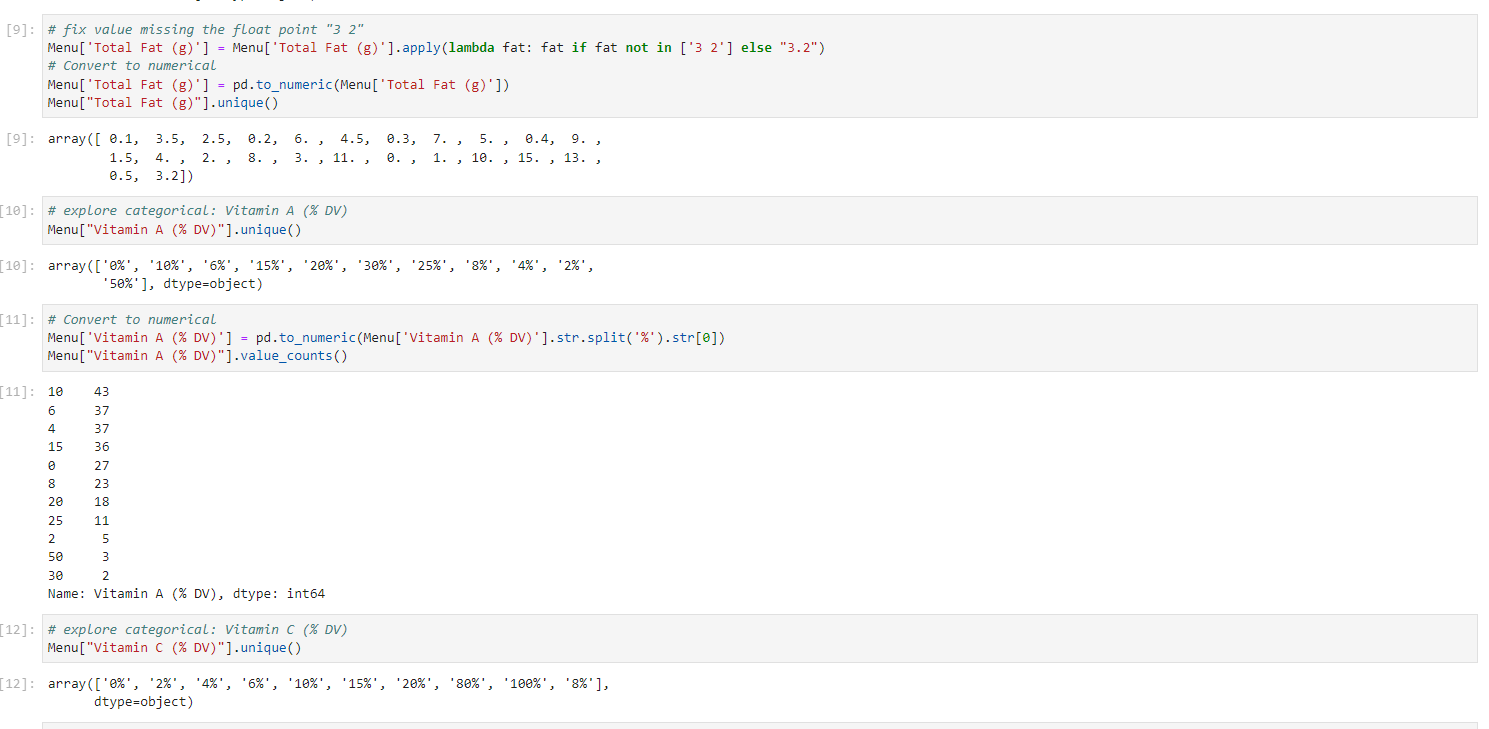 [9]: # fix value missing the float point "3 2"
Menu['Total Fat (g)'] = Menu['Total Fat (g)'].apply(lambda fat: fat if fat not in ['3 2'] else "3.2")
# Convert to numerical
Menu['Total Fat (g)'] = pd.to_numeric(Menu['Total Fat (g)'])
Menu["Total Fat (g)"].unique()
[9]: array([ 0.1,  3.5,  2.5,  0.2,  6. ,  4.5,  0.3,  7. ,  5. ,  0.4,  9. ,
        1.5,  4. ,  2. ,  8. ,  3. , 11. ,  0. ,  1. , 10. , 15. , 13. ,
        0.5,  3.2])
[10]: # explore categorical: Vitamin A (% DV)
Menu["Vitamin A (% DV)"].unique()
[10]: array(['0%', '10%', '6%', '15%', '20%', '30%', '25%', '8%', '4%', '2%',
       '50%'], dtype=object)
[11]: # Convert to numerical
Menu['Vitamin A (% DV)'] = pd.to_numeric(Menu['Vitamin A (% DV)'].str.split('%').str[0])
Menu["Vitamin A (% DV)"].value_counts()
[11]: 10    43
6     37
4     37
15    36
0     27
8     23
20    18
25    11
2      5
50     3
30     2
Name: Vitamin A (% DV), dtype: int64
[12]: # explore categorical: Vitamin C (% DV)
Menu["Vitamin C (% DV)"].unique()
[12]: array(['0%', '2%', '4%', '6%', '10%', '15%', '20%', '80%', '100%', '8%'],
      dtype=object)